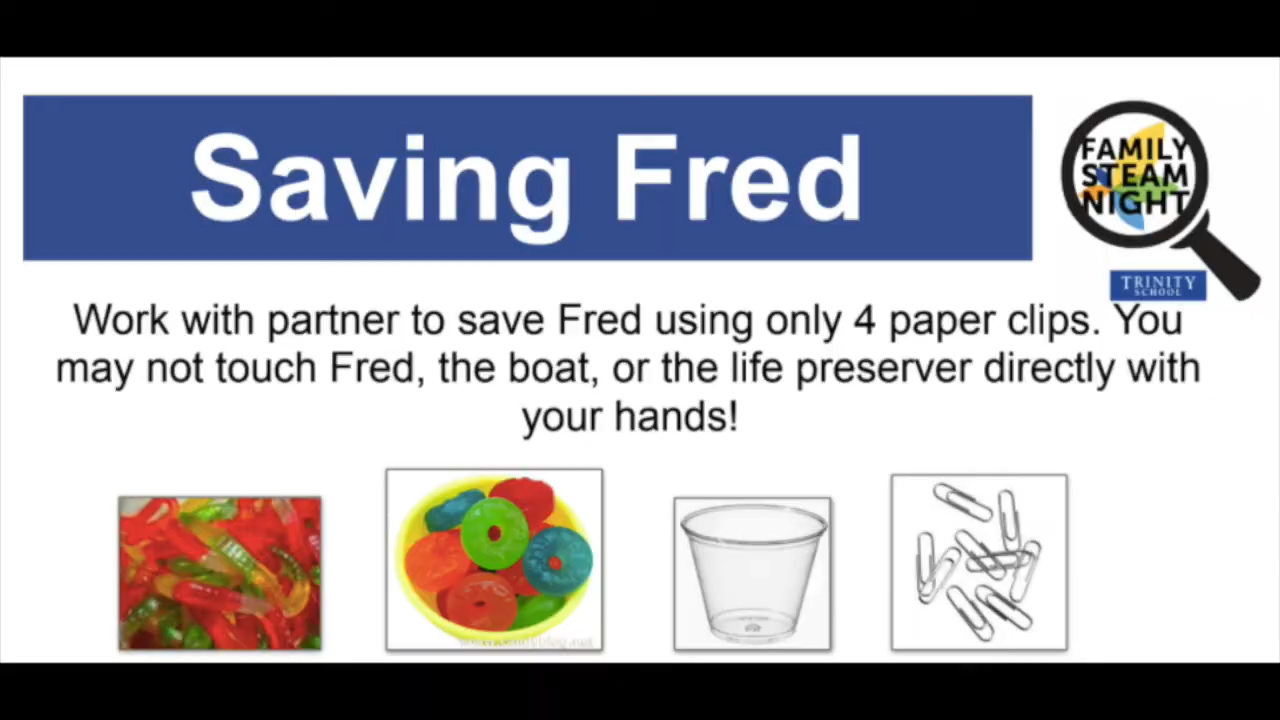 Saving Fred
FAMILY
STEAM
NIGHT
TRINITY
SCHOOL
Work with partner to save Fred using only 4 paper clips. You
may not touch Fred, the boat, or the life preserver directly with
your hands!